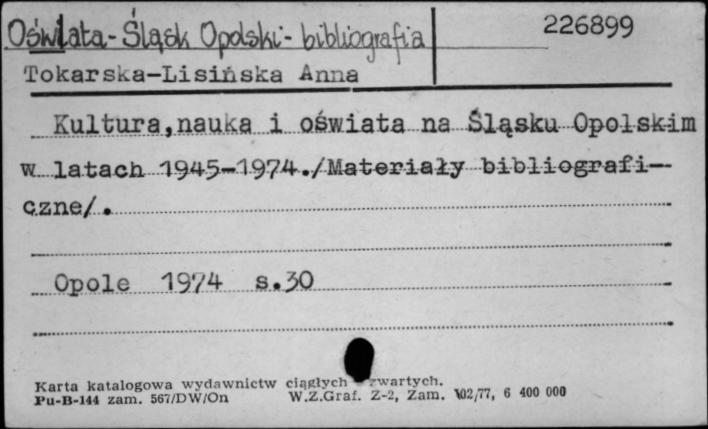 Oświata - Śląsk Opolski - bibliografia
226899
Tokarska-Lisińska Anna
Kultura,nauka i oświata na Śląsku Opolskim
w latach 1945-1974./Materiały bibliografi-
czne/.
Opole 1974 s.30
Karta katalogowa wydawnictw ciągłych zwartych.
Pu-B-144 zam. 567/DW/On W.Z.Graf. Z-2, Zam. 102/77, 6 400 000